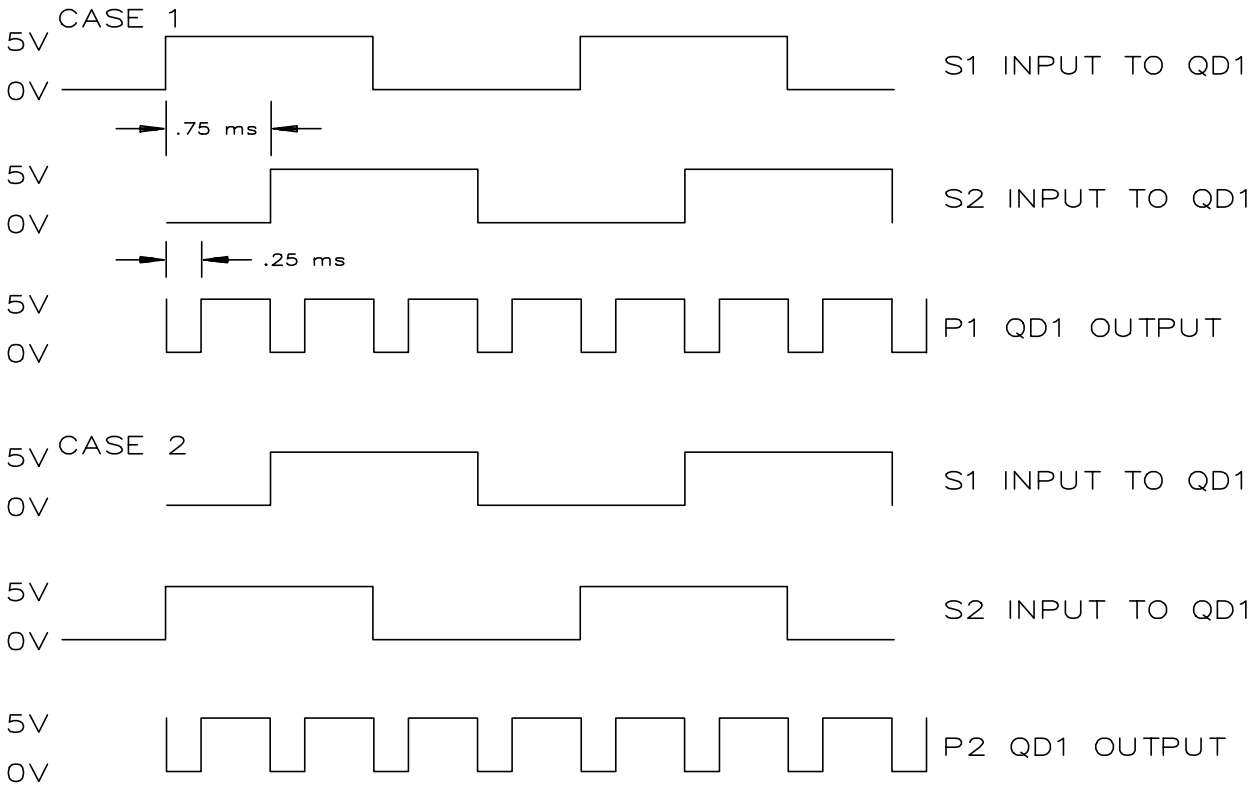 CASE 1
5V
0V
S1 INPUT TO QD1
.75 ms
5V
0V
S2 INPUT TO QD1
.25 ms
5V
0V
P1 QD1 OUTPUT
CASE 2
5V
0V
S1 INPUT TO QD1
5V
0V
S2 INPUT TO QD1
5V
0V
P2 QD1 OUTPUT